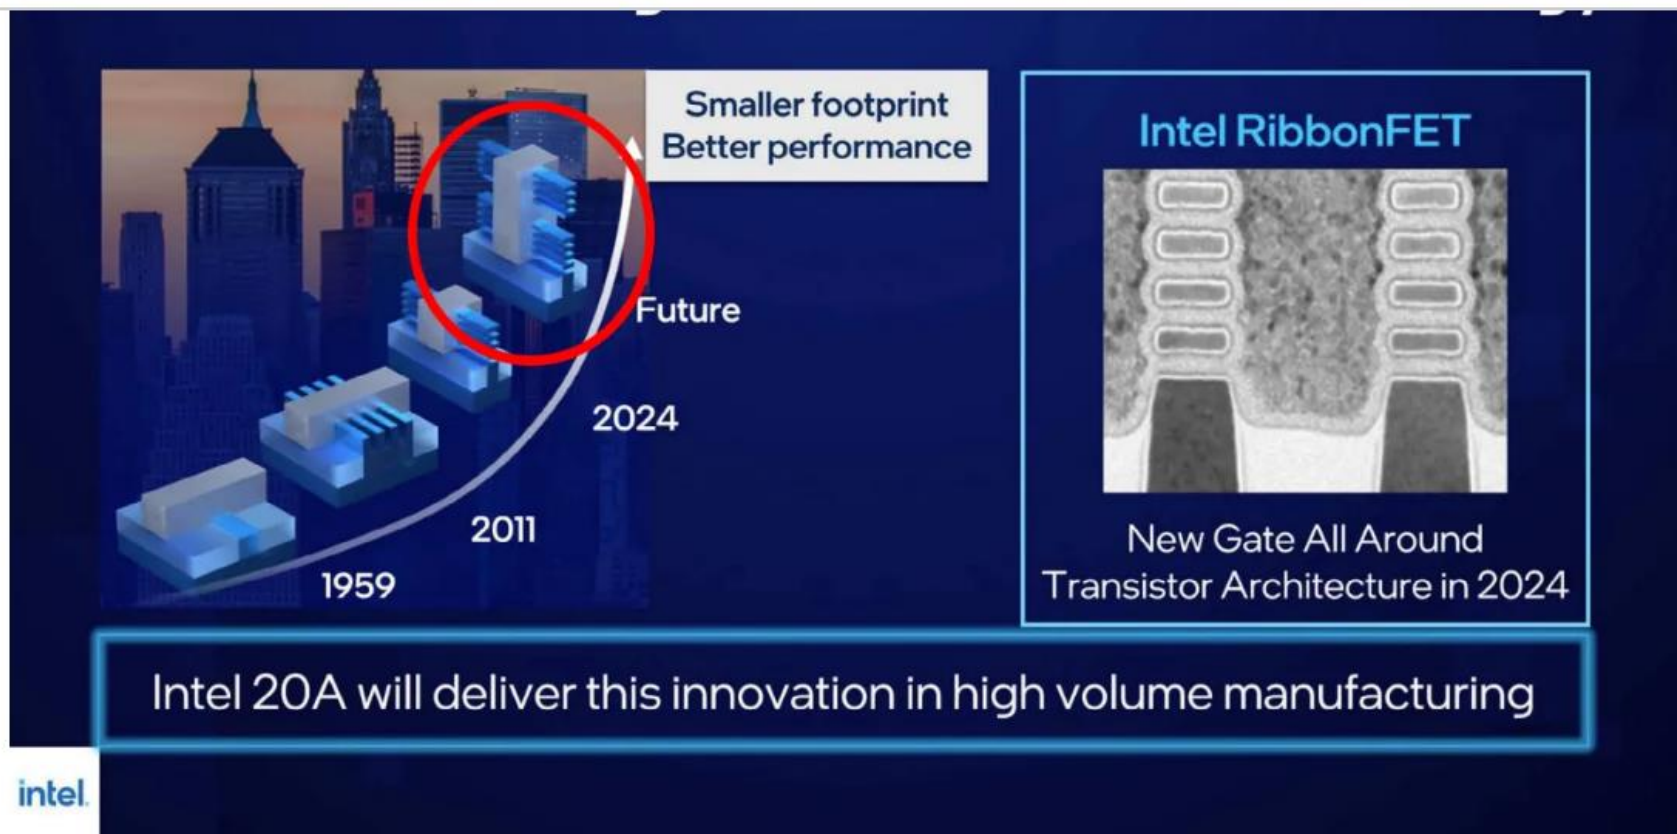 Smaller footprint
Better performance
Future
2024
2011
1959
Intel RibbonFET
New Gate All Around
Transistor Architecture in 2024
Intel 20A will deliver this innovation in high volume manufacturing
intel.